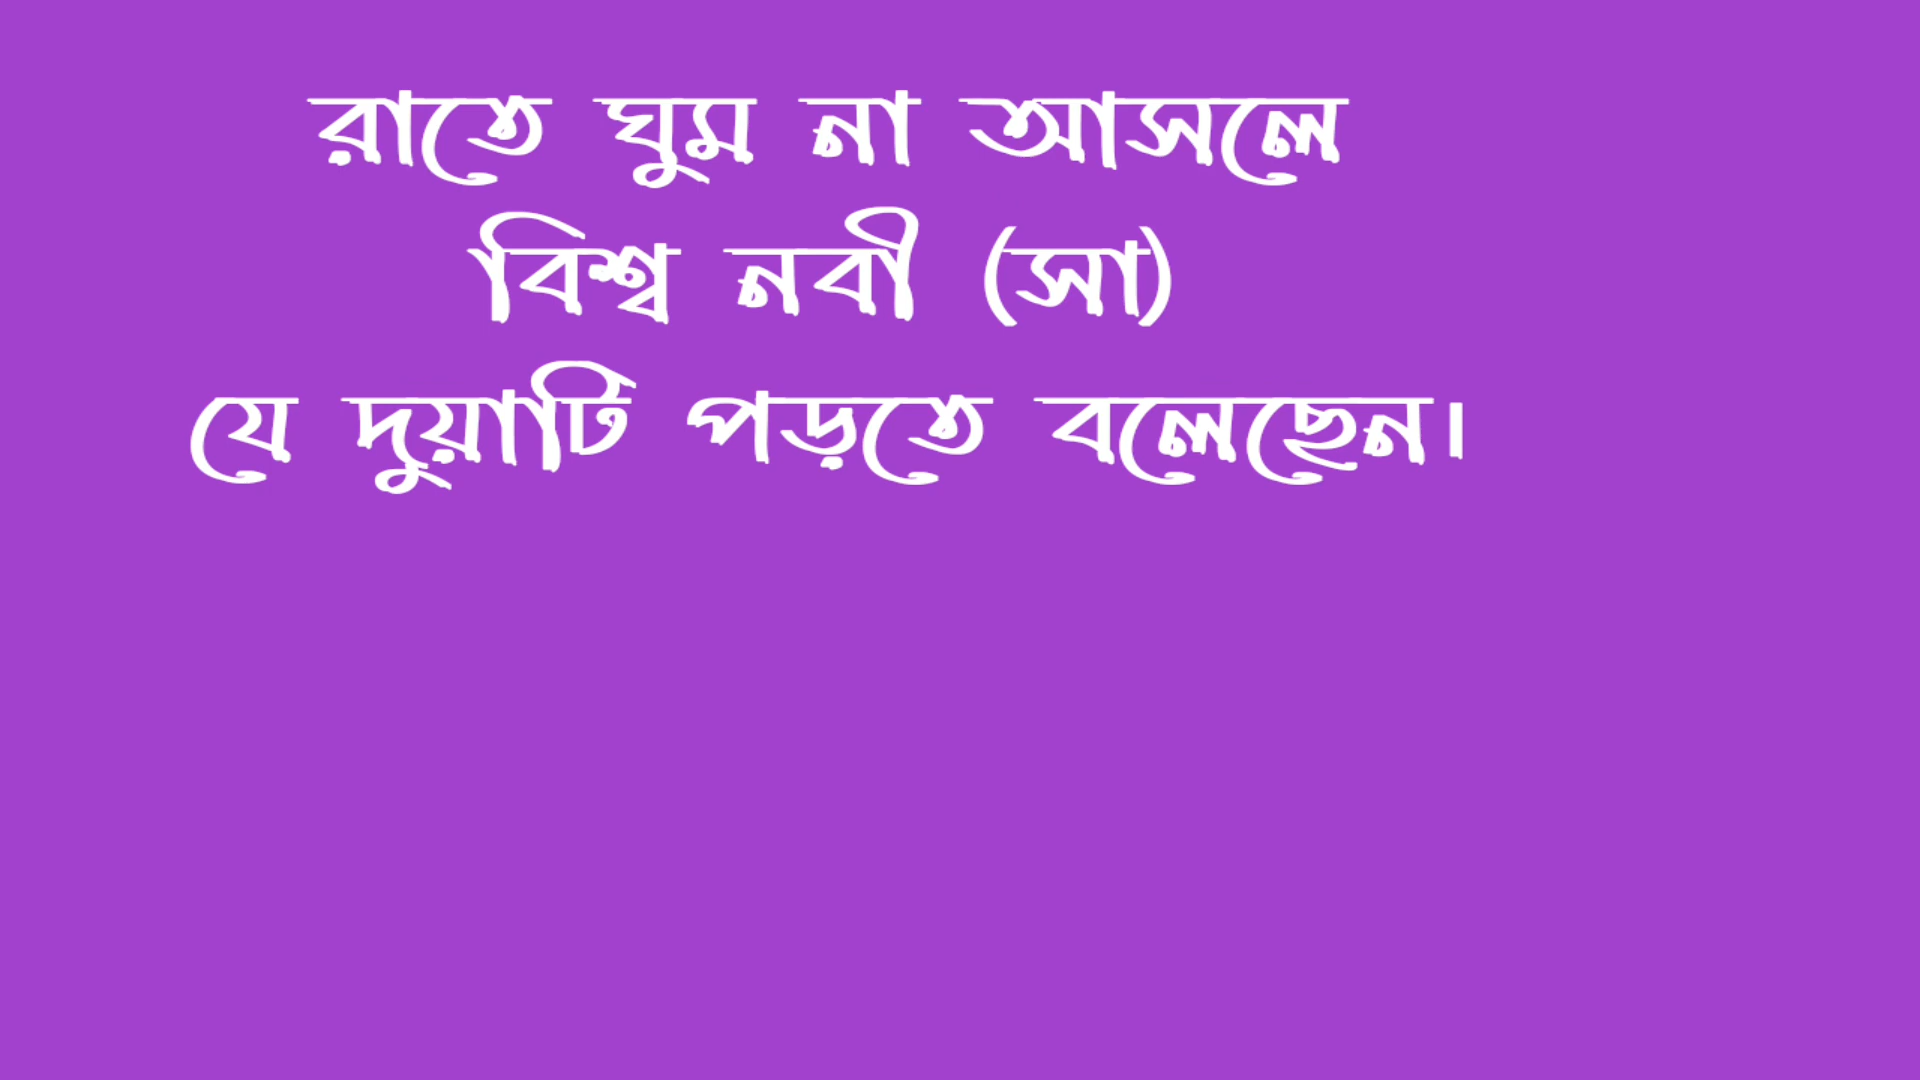 রাতে ঘুম না আসলে
বিশ্ব নবী (সা)
যে দুয়াটি পড়তে বলেছেন।